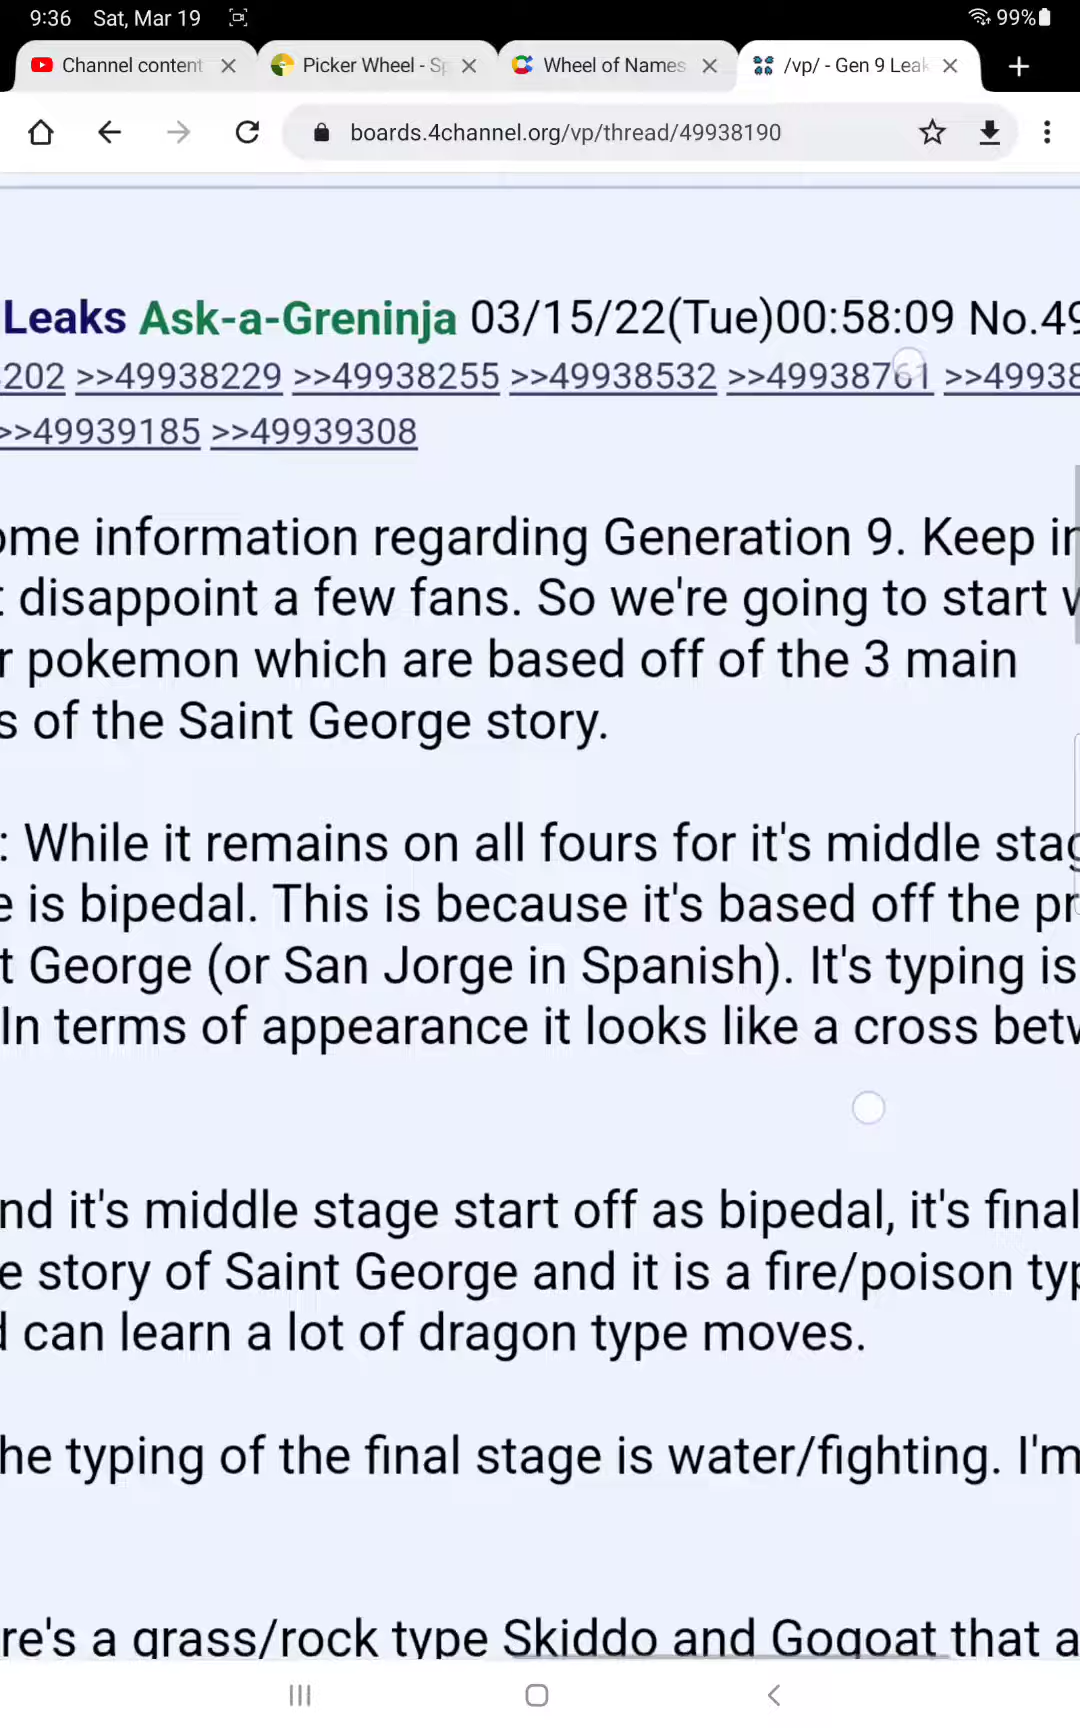 9:36 Sat, Mar 19 99%
Channel content Picker Wheel - Sp Wheel of Names /vp/ - Gen 9 Leak
boards.4channel.org/vp/thread/49938190
Leaks Ask-a-Greninja 03/15/22(Tue)00:58:09 No.49
202 >>49938229 >>49938255 >>49938532 >>49938761 >>49938
>>49939185 >>49939308
ome information regarding Generation 9. Keep in
disappoint a few fans. So we're going to start w
r pokemon which are based off of the 3 main
s of the Saint George story.
: While it remains on all fours for it's middle stag
e is bipedal. This is because it's based off the pr
t George (or San Jorge in Spanish). It's typing is
In terms of appearance it looks like a cross betw
nd it's middle stage start off as bipedal, it's final
e story of Saint George and it is a fire/poison typ
d can learn a lot of dragon type moves.
he typing of the final stage is water/fighting. I'm
re's a grass/rock type Skiddo and Gogoat that a